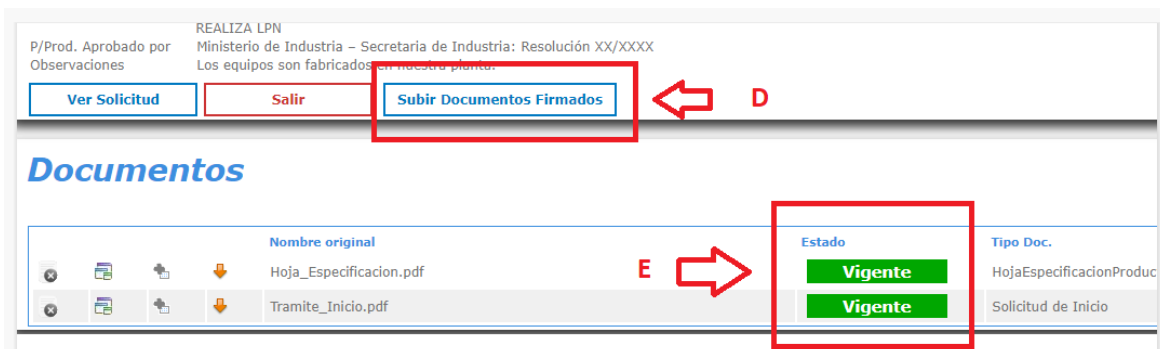 REALIZA LPN
P/Prod. Aprobado por Ministerio de Industria – Secretaria de Industria: Resolución XX/XXXX
Observaciones Los equipos son fabricados en nuestra planta.
Ver Solicitud Salir Subir Documentos Firmados D
Documentos
Nombre original Estado Tipo Doc.
Hoja_Especificacion.pdf E Vigente HojaEspecificacionProduc
Tramite_Inicio.pdf Vigente Solicitud de Inicio